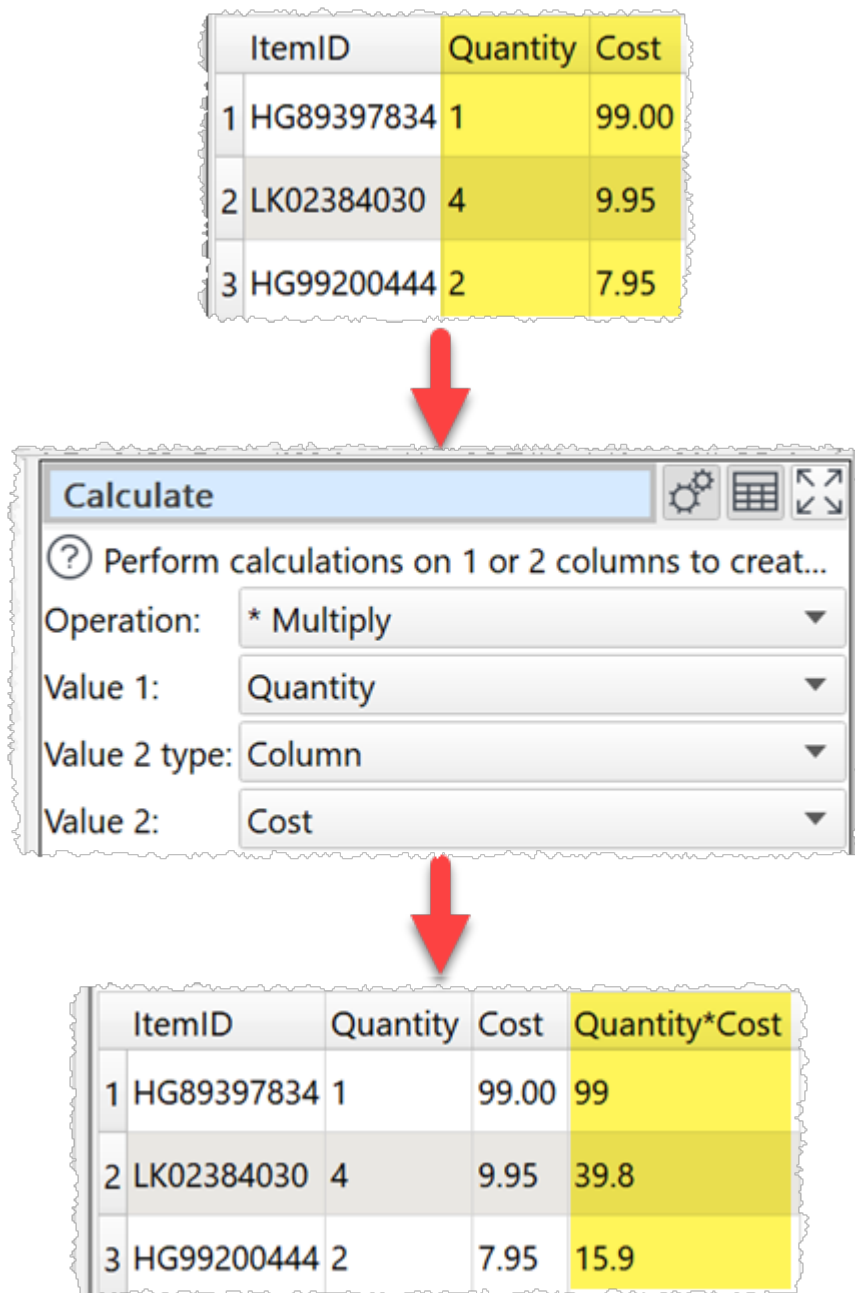 ItemID Quantity Cost
1 HG89397834 1 99.00
2 LK02384030 4 9.95
3 HG99200444 2 7.95
Calculate
? Perform calculations on 1 or 2 columns to creat...
Operation: * Multiply
Value 1: Quantity
Value 2 type: Column
Value 2: Cost
ItemID Quantity Cost Quantity*Cost
1 HG89397834 1 99.00 99
2 LK02384030 4 9.95 39.8
3 HG99200444 2 7.95 15.9